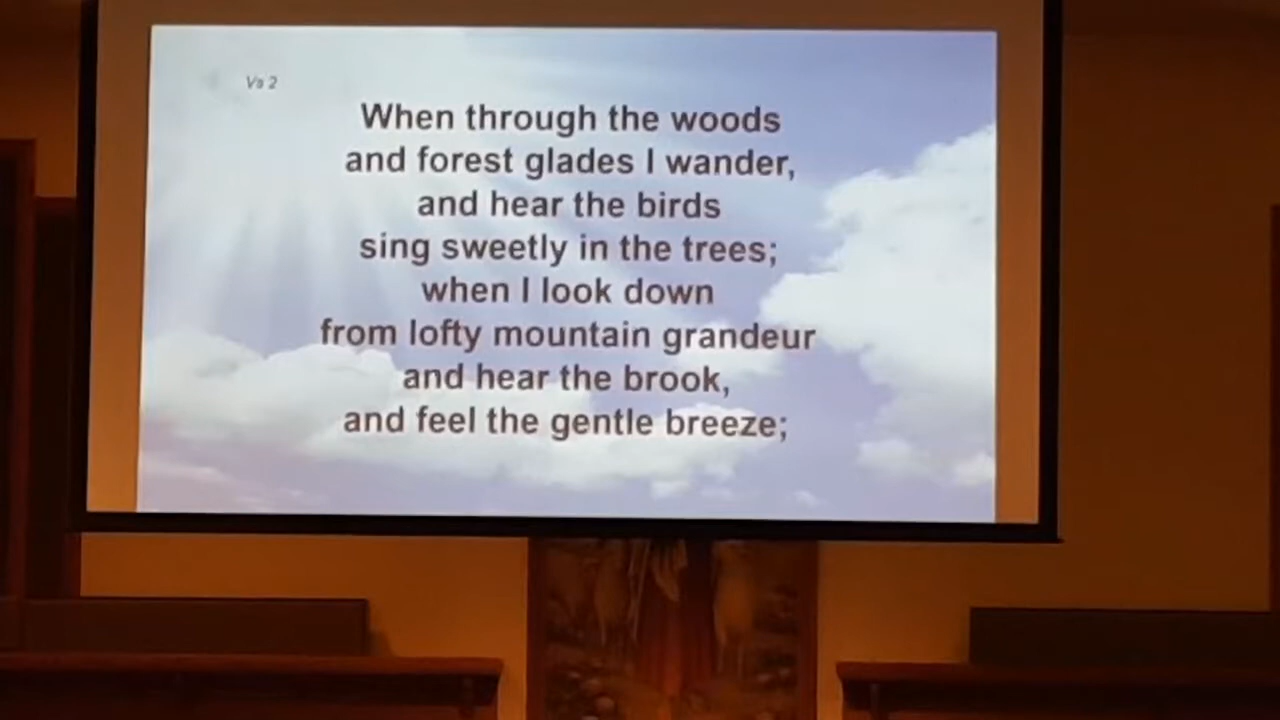 Vs 2
When through the woods
and forest glades I wander,
and hear the birds
sing sweetly in the trees;
when I look down
from lofty mountain grandeur
and hear the brook,
and feel the gentle breeze;